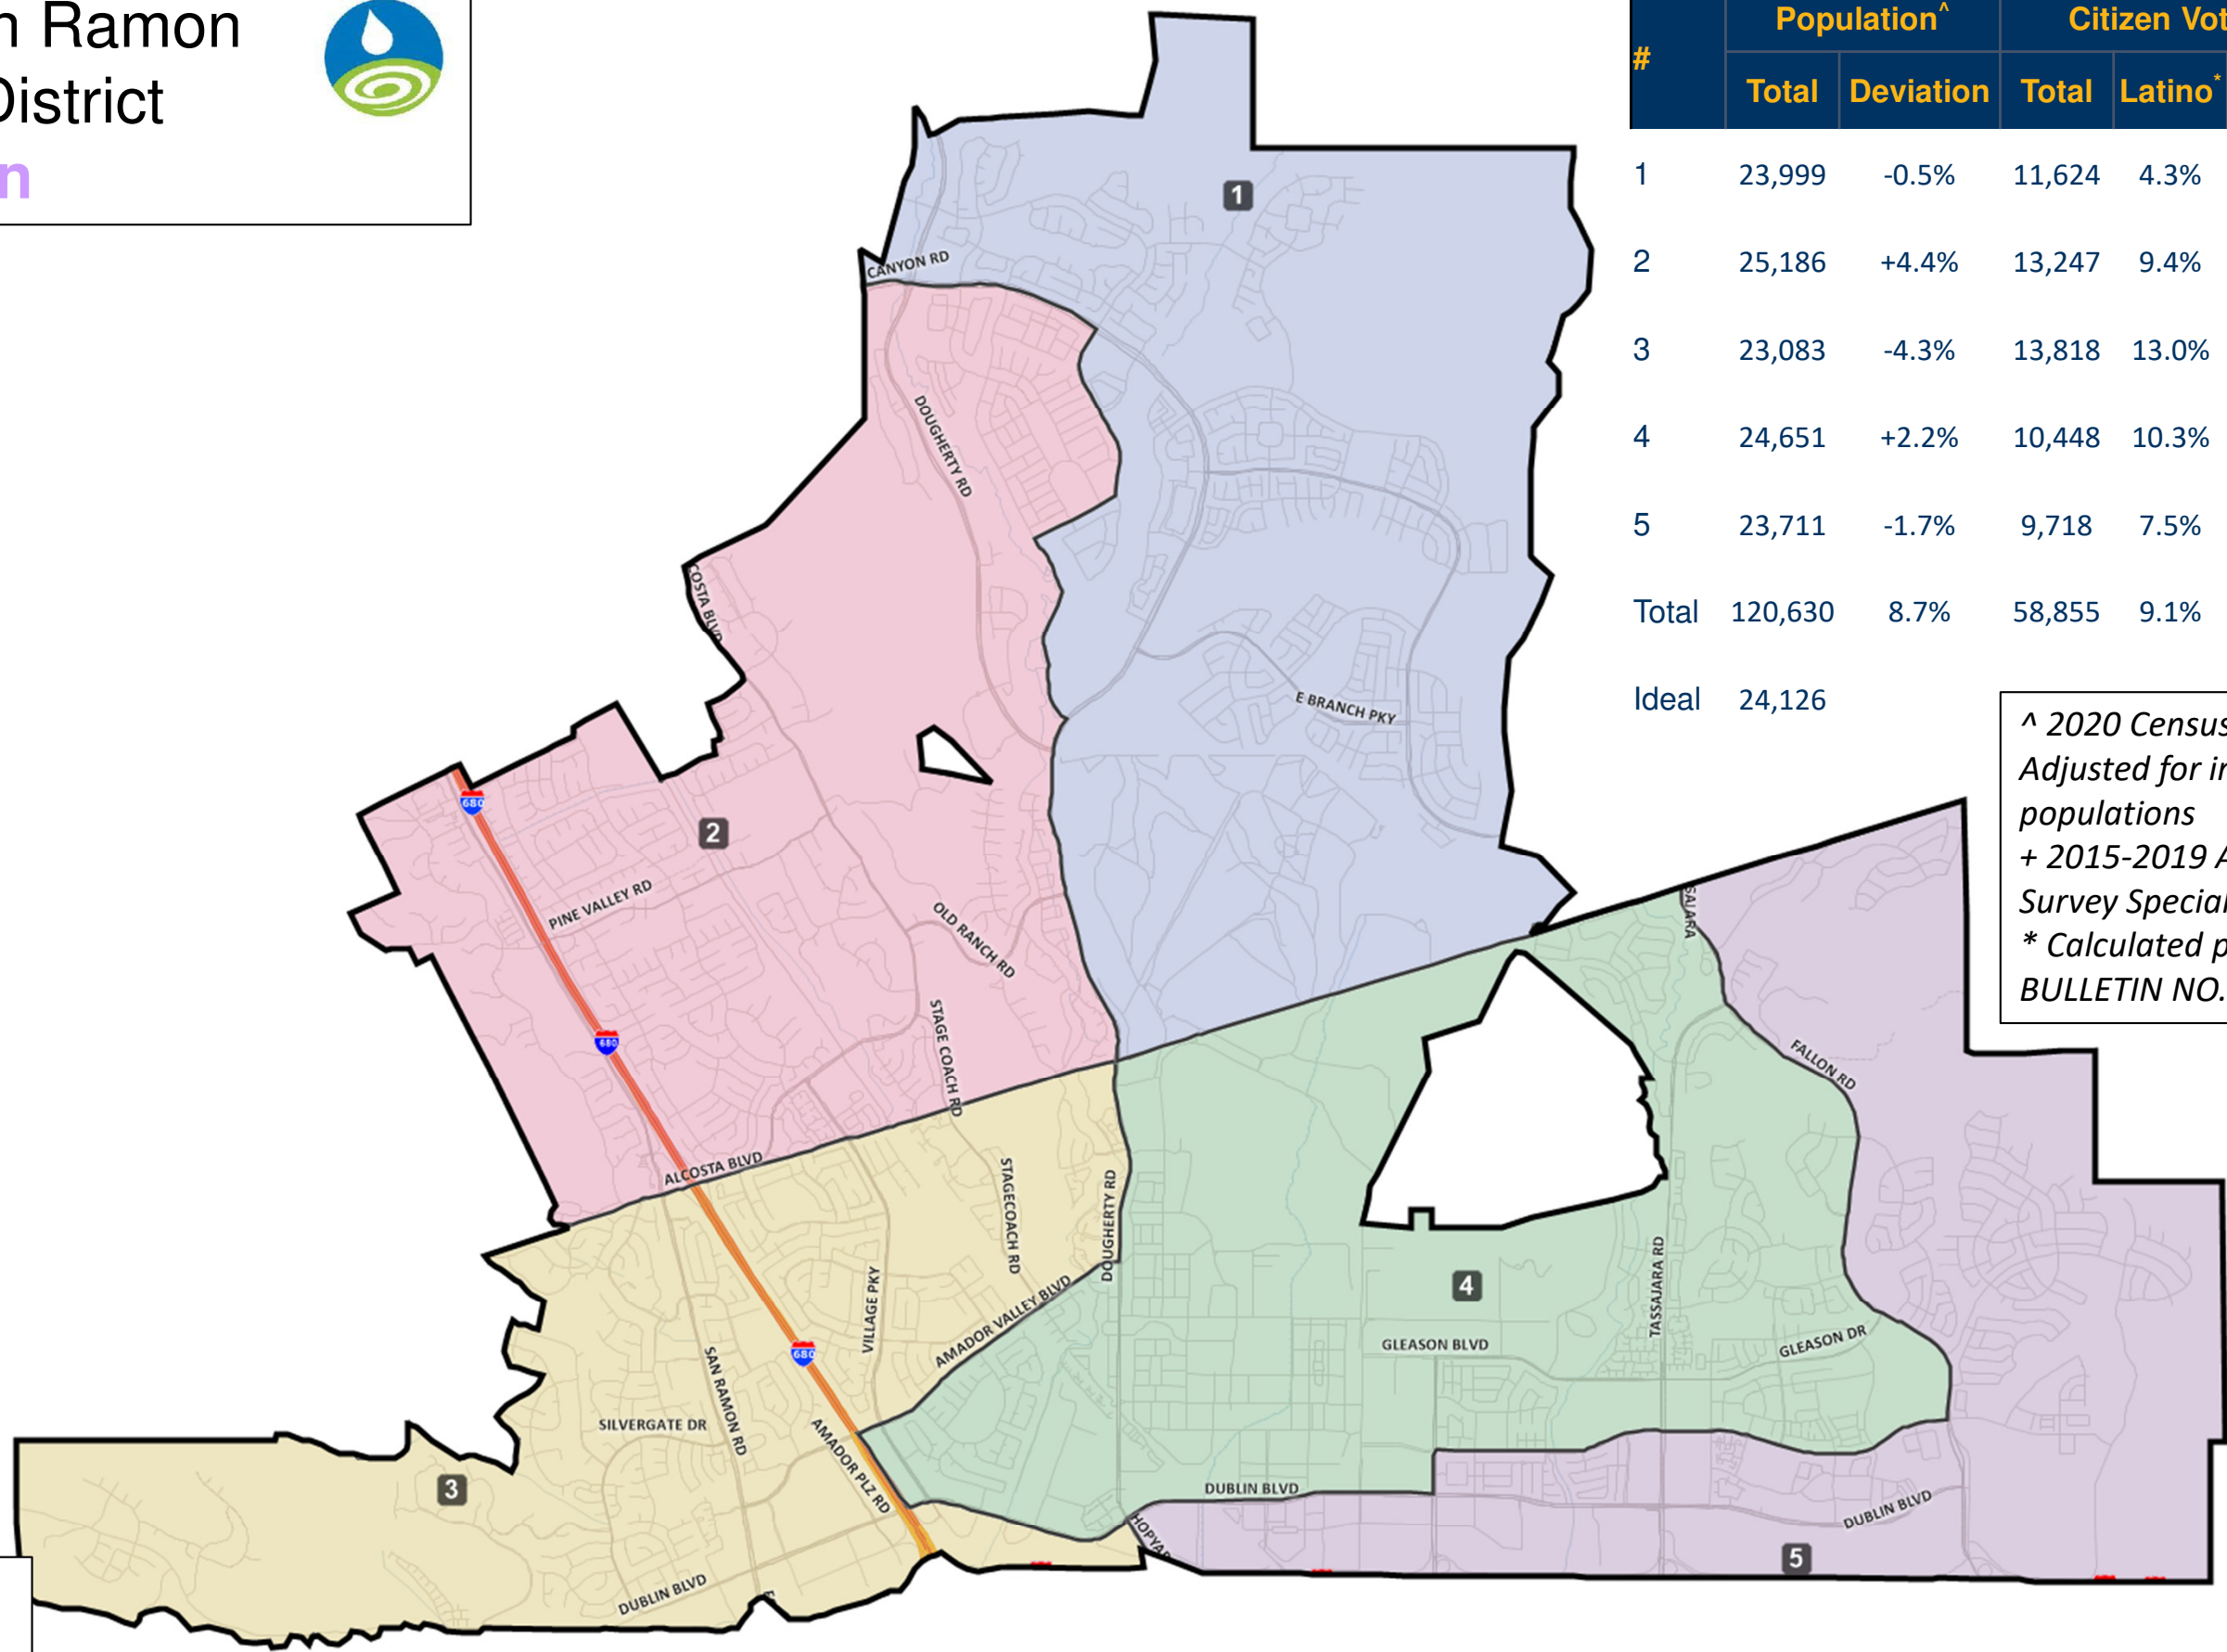 n Ramon
District
n
# Population^ Citizen Vot
Total Deviation Total Latino*
1 23,999 -0.5% 11,624 4.3%
2 25,186 +4.4% 13,247 9.4%
3 23,083 -4.3% 13,818 13.0%
4 24,651 +2.2% 10,448 10.3%
5 23,711 -1.7% 9,718 7.5%
Total 120,630 8.7% 58,855 9.1%
Ideal 24,126
^ 2020 Census
Adjusted for in
populations
+ 2015-2019 A
Survey Special
* Calculated p
BULLETIN NO.
1
CANYON RD
DOUGHERTY RD
COSTA BLVD
E BRANCH PKY
680
2
PINE VALLEY RD
OLD RANCH RD
SAJARA
680
STAGE COACH RD
FALLON RD
ALCOSTA BLVD
STAGECOACH RD
DOUGHERTY RD
VILLAGE PKY
AMADOR VALLEY BLVD
4
TASSAJARA RD
GLEASON BLVD
GLEASON DR
680
SAN RAMON RD
SILVERGATE DR
AMADOR PLZ RD
3
DUBLIN BLVD
HOPYAR
DUBLIN BLVD
5
DUBLIN BLVD